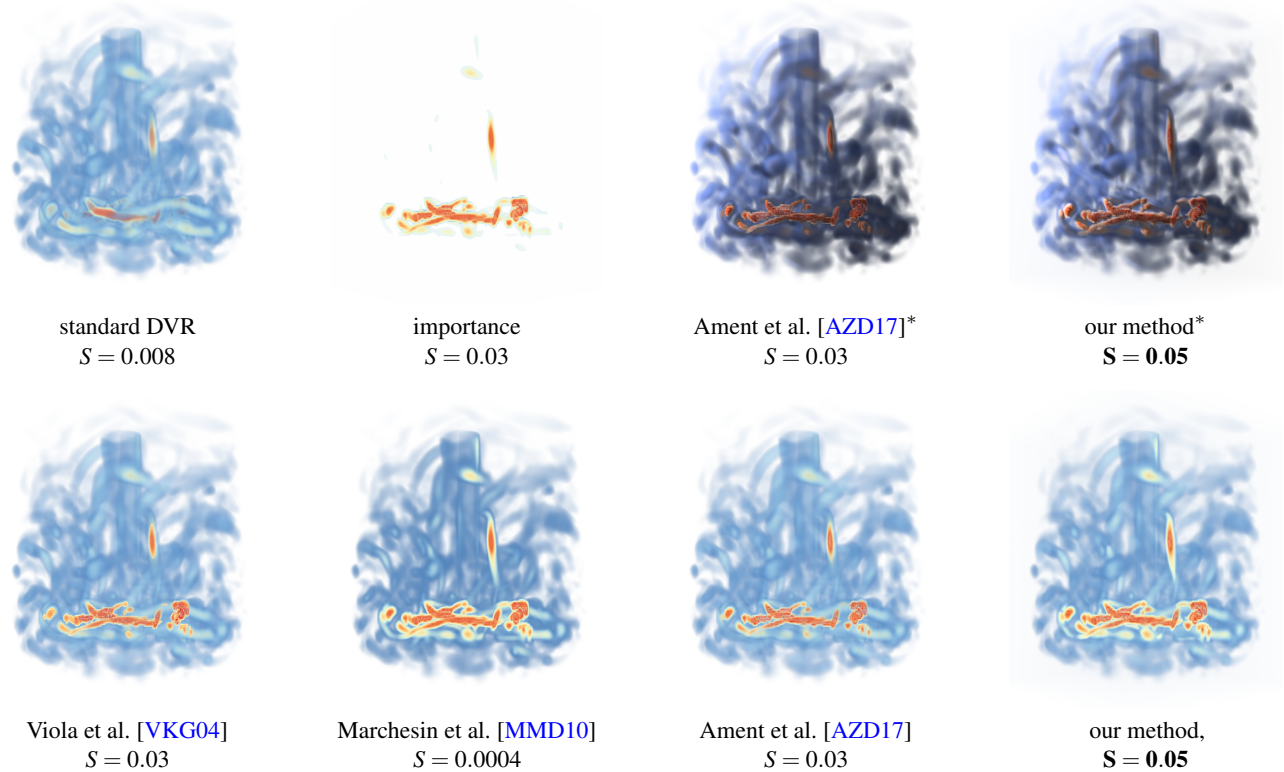 standard DVR
S = 0.008
importance
S = 0.03
Ament et al. [AZD17]*
S = 0.03
our method*
S = 0.05
Viola et al. [VKG04]
S = 0.03
Marchesin et al. [MMD10]
S = 0.0004
Ament et al. [AZD17]
S = 0.03
our method,
S = 0.05